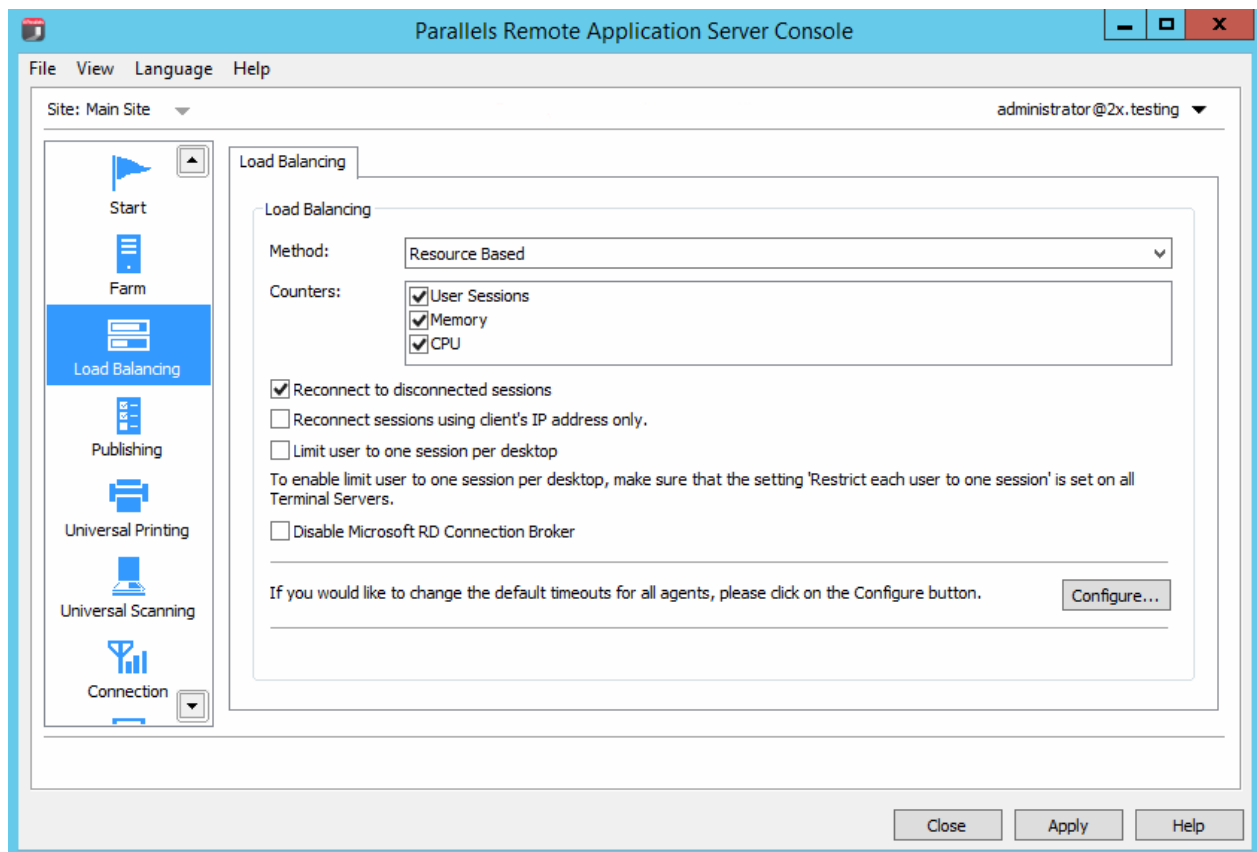 Parallels Remote Application Server Console
File View Language Help
Site: Main Site
administrator@2x.testing
Start
Farm
Load Balancing
Publishing
Universal Printing
Universal Scanning
Connection
Load Balancing
Load Balancing
Method: Resource Based
Counters: User Sessions
Memory
CPU
Reconnect to disconnected sessions
Reconnect sessions using client's IP address only.
Limit user to one session per desktop
To enable limit user to one session per desktop, make sure that the setting 'Restrict each user to one session' is set on all
Terminal Servers.
Disable Microsoft RD Connection Broker
If you would like to change the default timeouts for all agents, please click on the Configure button.
Configure...
Close Apply Help